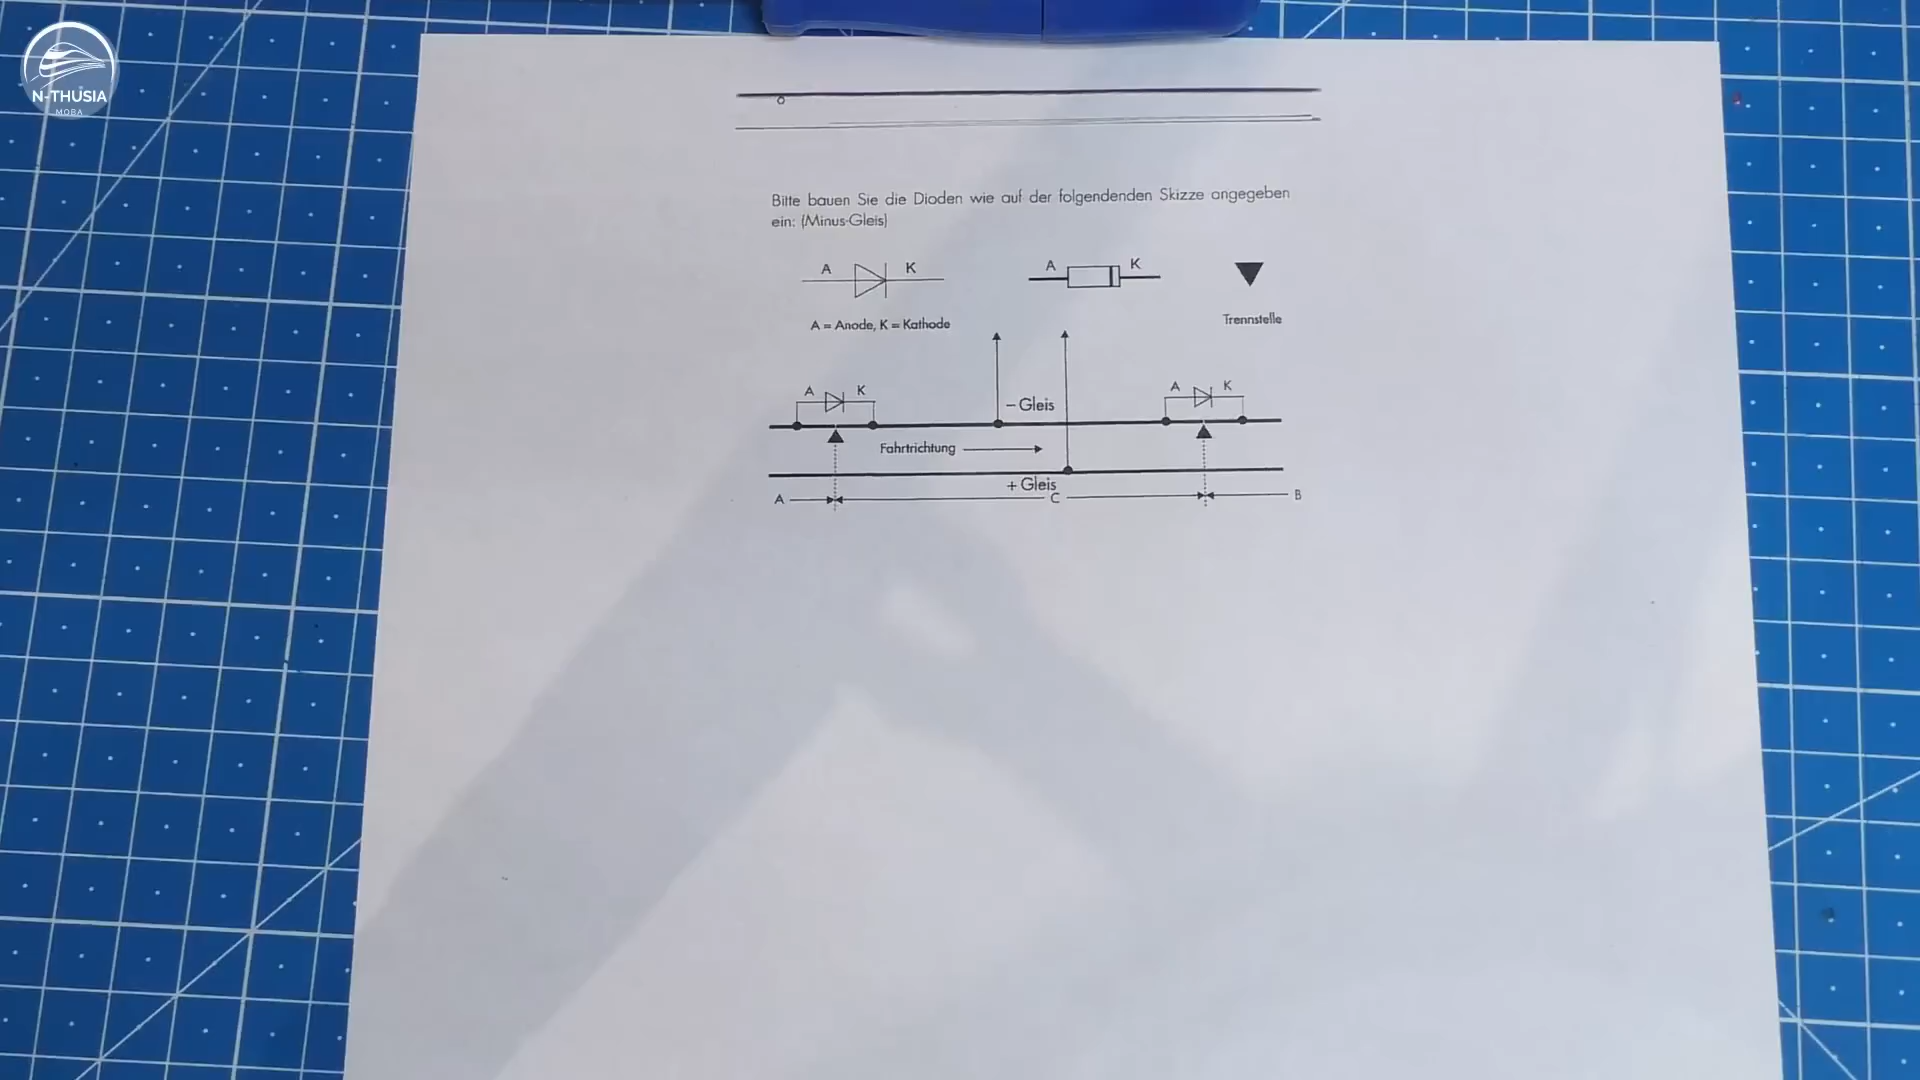 N-THUSIA
MOBA
Bitte bauen Sie die Dioden wie auf der folgendenden Skizze angegeben
ein: (Minus-Gleis)
A K
A K
A = Anode, K = Kathode
Trennstelle
A K
A K
– Gleis
Fahrtrichtung
+ Gleis
A
C
B